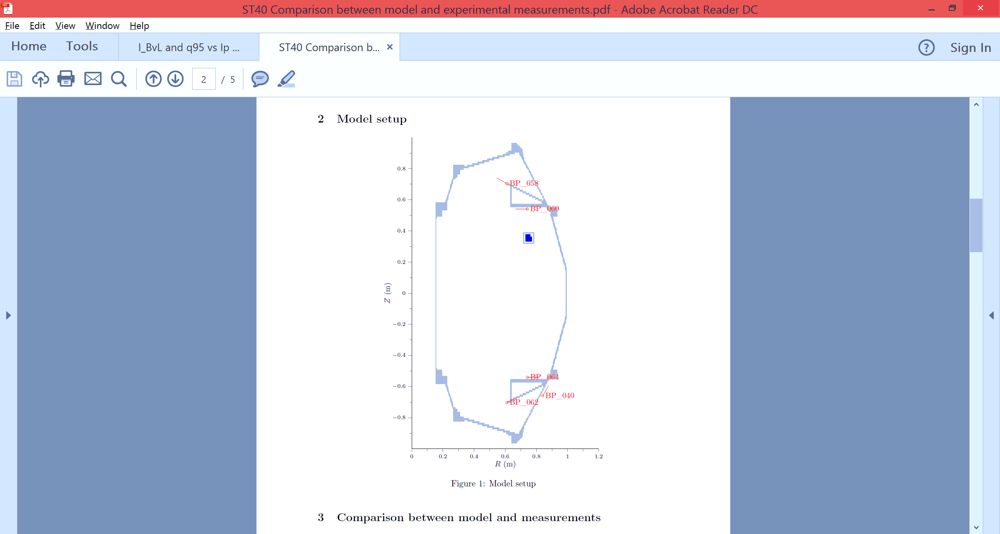 ST40 Comparison between model and experimental measurements.pdf - Adobe Acrobat Reader DC
File Edit View Window Help
Home Tools I_BvL and q95 vs Ip ... ST40 Comparison b... Sign In
2 / 5
2 Model setup
0.8
BP_058
0.6
BP_060
0.4
0.2
Z (m)
0
−0.2
−0.4
BP_064
−0.6
BP_040
BP_062
−0.8
0 0.2 0.4 0.6 0.8 1 1.2
R (m)
Figure 1: Model setup
3 Comparison between model and measurements